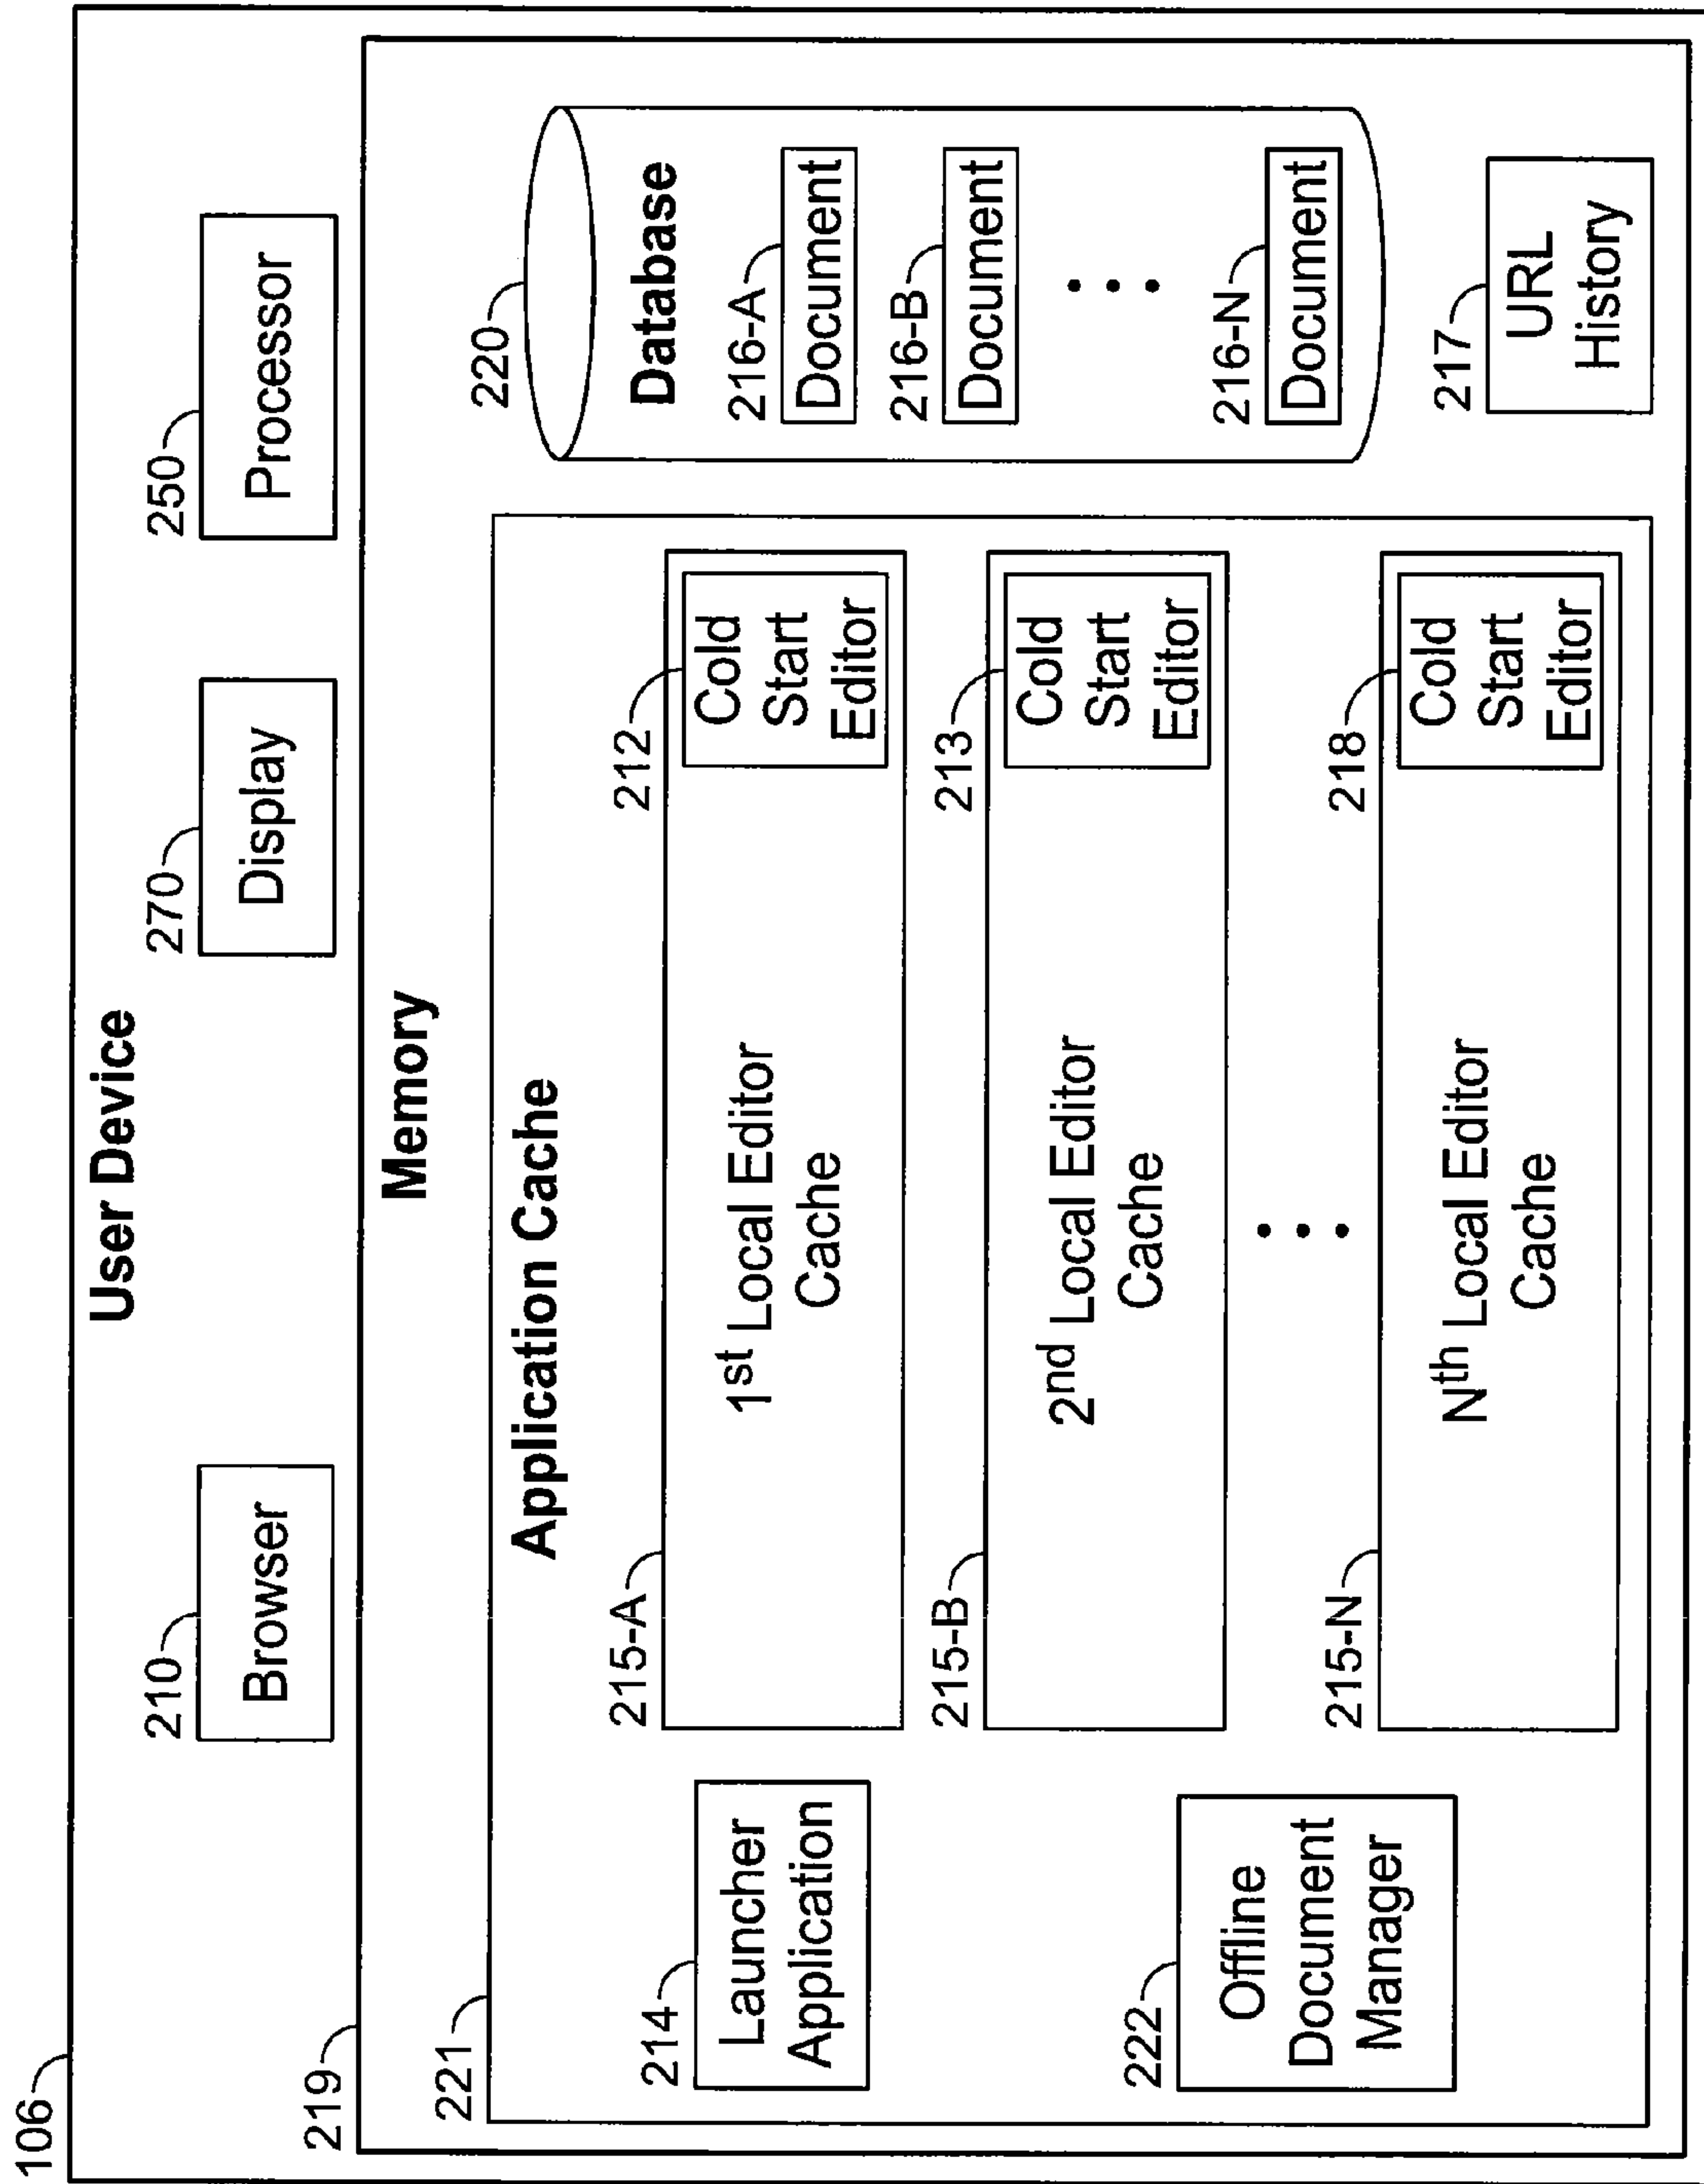 106
User Device
210
Browser
270
Display
250
Processor
219
Memory
221
Application Cache
214
Launcher
Application
222
Offline
Document
Manager
215-A
1st Local Editor
Cache
212
Cold
Start
Editor
215-B
2nd Local Editor
Cache
213
Cold
Start
Editor
215-N
Nth Local Editor
Cache
218
Cold
Start
Editor
220
Database
216-A
Document
216-B
Document
216-N
Document
217
URL
History